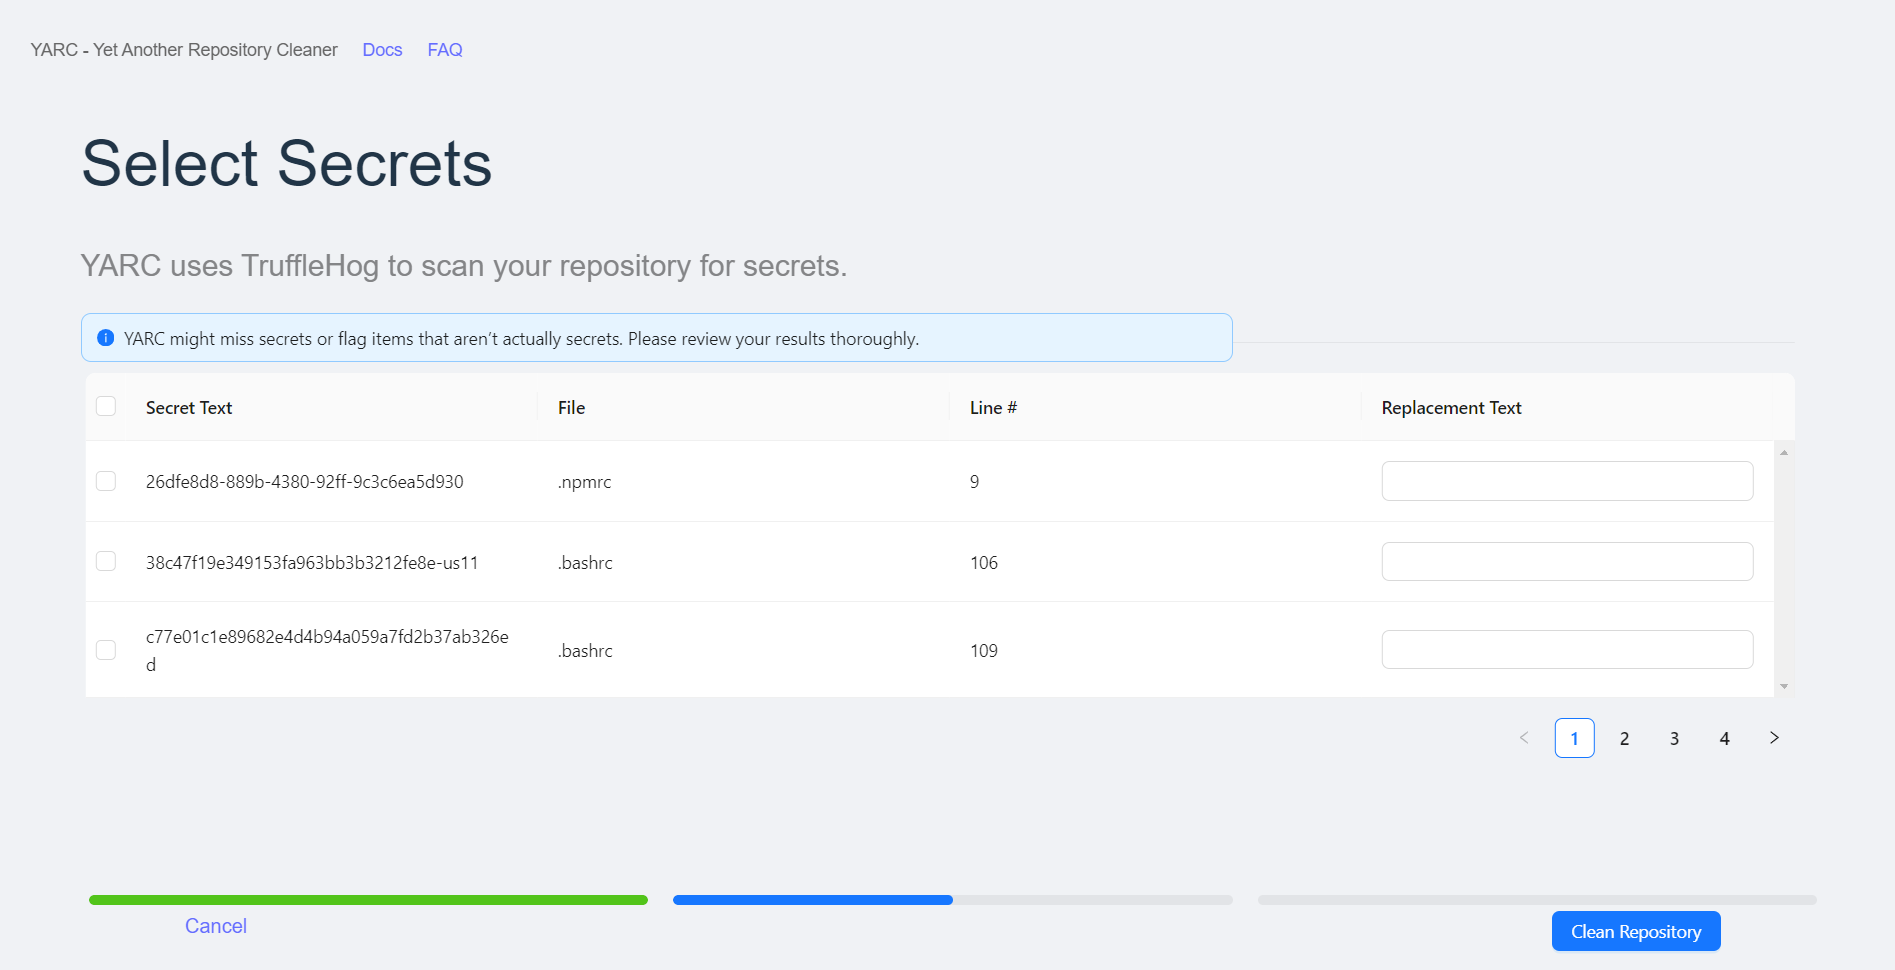 YARC - Yet Another Repository Cleaner Docs FAQ
Select Secrets
YARC uses TruffleHog to scan your repository for secrets.
YARC might miss secrets or flag items that aren't actually secrets. Please review your results thoroughly.
Secret Text File Line # Replacement Text
26dfe8d8-889b-4380-92ff-9c3c6ea5d930 .npmrc 9
38c47f19e349153fa963bb3b3212fe8e-us11 .bashrc 106
c77e01c1e89682e4d4b94a059a7fd2b37ab326e
d
.bashrc 109
< 1 2 3 4 >
Cancel
Clean Repository